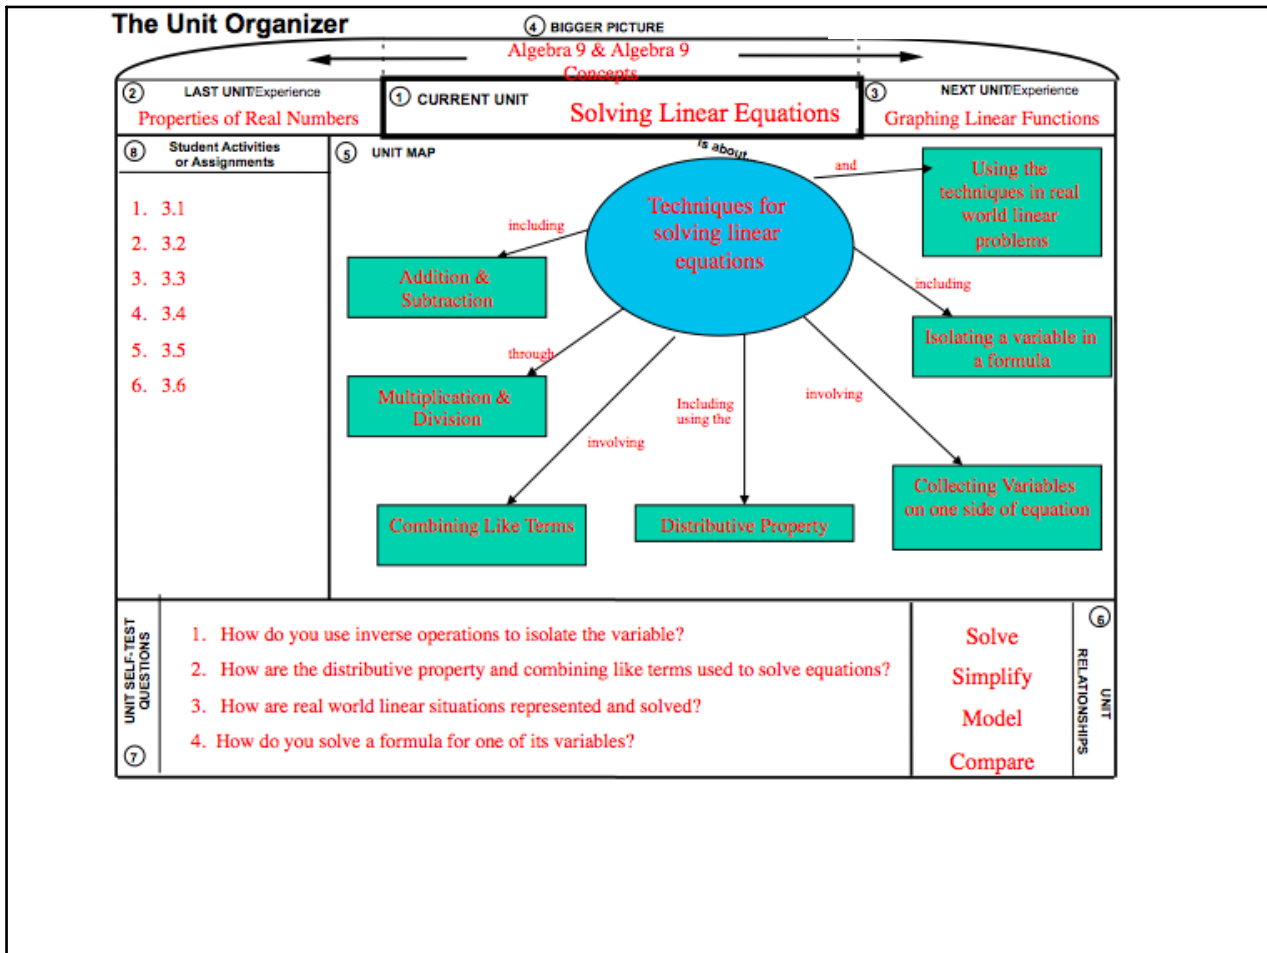 The Unit Organizer
④ BIGGER PICTURE
Algebra 9 & Algebra 9
Concepts
② LAST UNIT/Experience
Properties of Real Numbers
① CURRENT UNIT
Solving Linear Equations
③ NEXT UNIT/Experience
Graphing Linear Functions
⑧ Student Activities
or Assignments
1. 3.1
2. 3.2
3. 3.3
4. 3.4
5. 3.5
6. 3.6
⑤ UNIT MAP
is about...
Techniques for
solving linear
equations
and
Using the
techniques in real
world linear
problems
including
Addition &
Subtraction
including
Isolating a variable in
a formula
through
Multiplication &
Division
involving
Combining Like Terms
Including
using the
Distributive Property
involving
Collecting Variables
on one side of equation
UNIT SELF-TEST
QUESTIONS
⑦
1. How do you use inverse operations to isolate the variable?
2. How are the distributive property and combining like terms used to solve equations?
3. How are real world linear situations represented and solved?
4. How do you solve a formula for one of its variables?
Solve
Simplify
Model
Compare
⑥
UNIT
RELATIONSHIPS